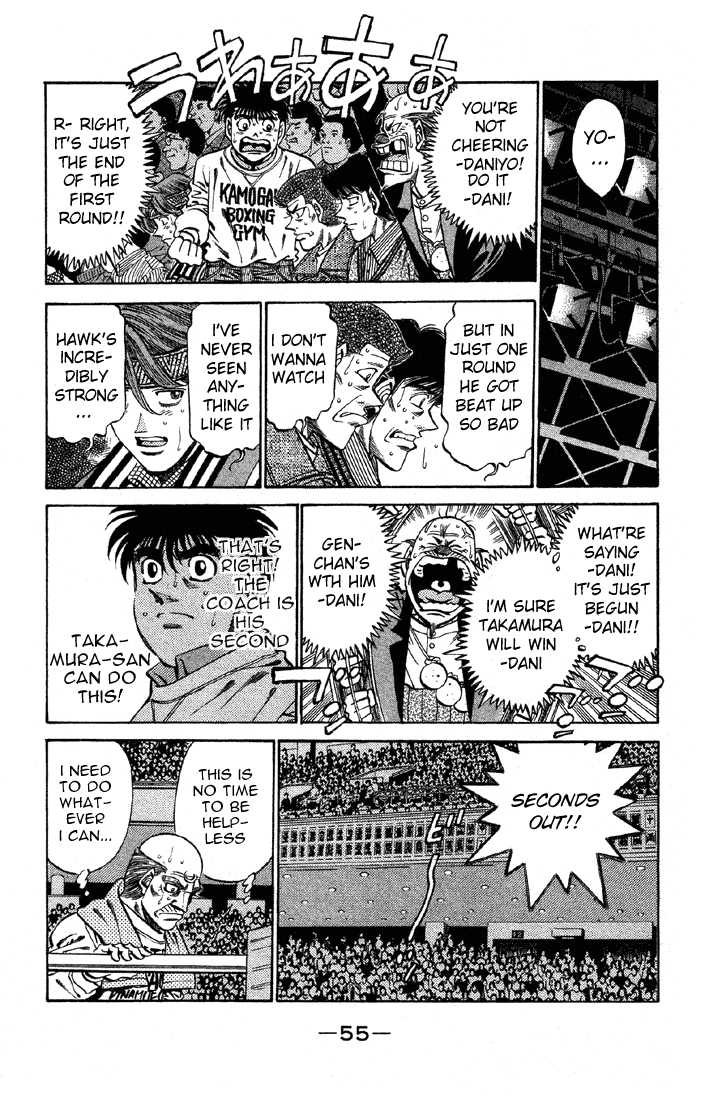 YO-
...
うわぁぁぁ
YOU'RE
NOT
CHEERING
-DANIYO!
DO IT
-DANI!
KAMOGA
BOXING
GYM
R- RIGHT,
IT'S JUST
THE END
OF THE
FIRST
ROUND!!
BUT IN
JUST ONE
ROUND
HE GOT
BEAT UP
SO BAD
I DON'T
WANNA
WATCH
I'VE
NEVER
SEEN
ANY-
THING
LIKE IT
HAWK'S
INCRE-
DIBLY
STRONG
...
WHAT'RE
SAYING
-DANI!
IT'S JUST
BEGUN
-DANI!!
I'M SURE
TAKAMURA
WILL WIN
-DANI
GEN-
CHAN'S
WTH HIM
-DANI!
THAT'S
RIGHT!
THE
COACH IS
HIS
SECOND
TAKA-
MURA-SAN
CAN DO
THIS!
SECONDS
OUT!!
ビー
THIS IS
NO TIME
TO BE
HELP-
LESS
I NEED
TO DO
WHAT-
EVER
I CAN...
—55—